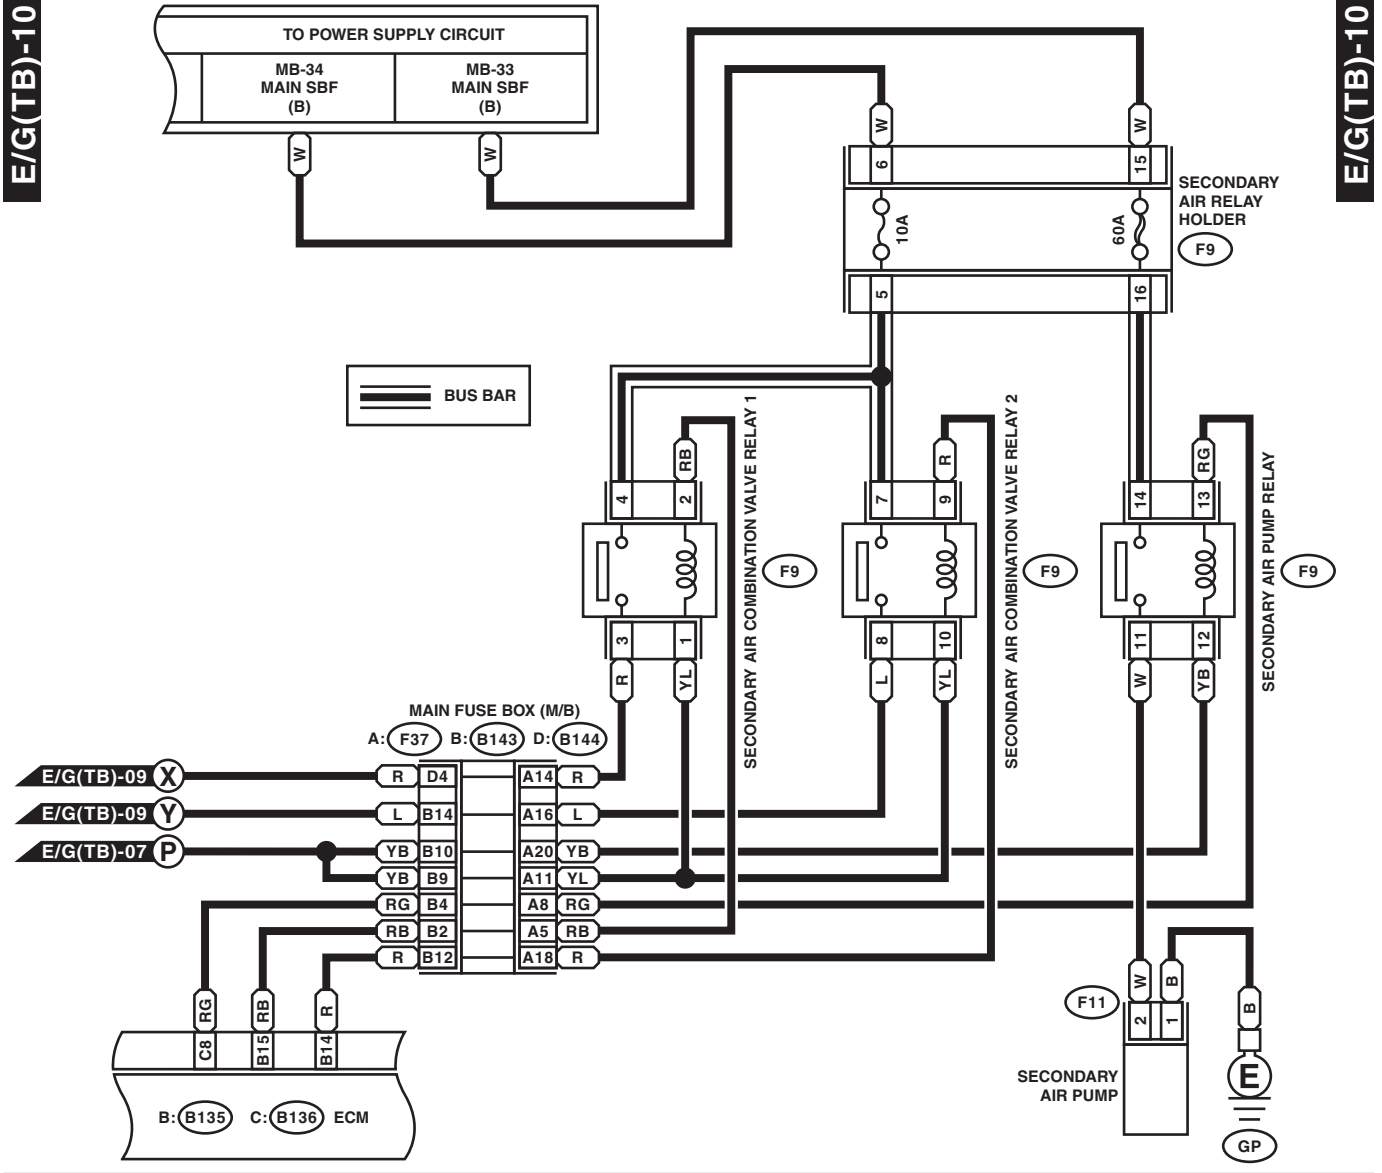 E/G(TB)-10
E/G(TB)-10
TO POWER SUPPLY CIRCUIT
MB-34
MAIN SBF
(B)
MB-33
MAIN SBF
(B)
W
W
W
W
6
15
SECONDARY
AIR RELAY
HOLDER
F9
10A
60A
5
16
BUS BAR
RB
R
RG
4
2
7
9
14
13
SECONDARY AIR COMBINATION VALVE RELAY 1
SECONDARY AIR COMBINATION VALVE RELAY 2
SECONDARY AIR PUMP RELAY
F9
F9
F9
3
1
8
10
11
12
R
YL
L
YL
W
YB
MAIN FUSE BOX (M/B)
A: F37 B: B143 D: B144
E/G(TB)-09 X R D4 A14 R
E/G(TB)-09 Y L B14 A16 L
E/G(TB)-07 P YB B10 A20 YB
YB B9 A11 YL
RG B4 A8 RG
RB B2 A5 RB
R B12 A18 R
RG
RB
R
C8
B15
B14
B: B135 C: B136 ECM
F11
W
B
2
1
SECONDARY
AIR PUMP
B
E
GP